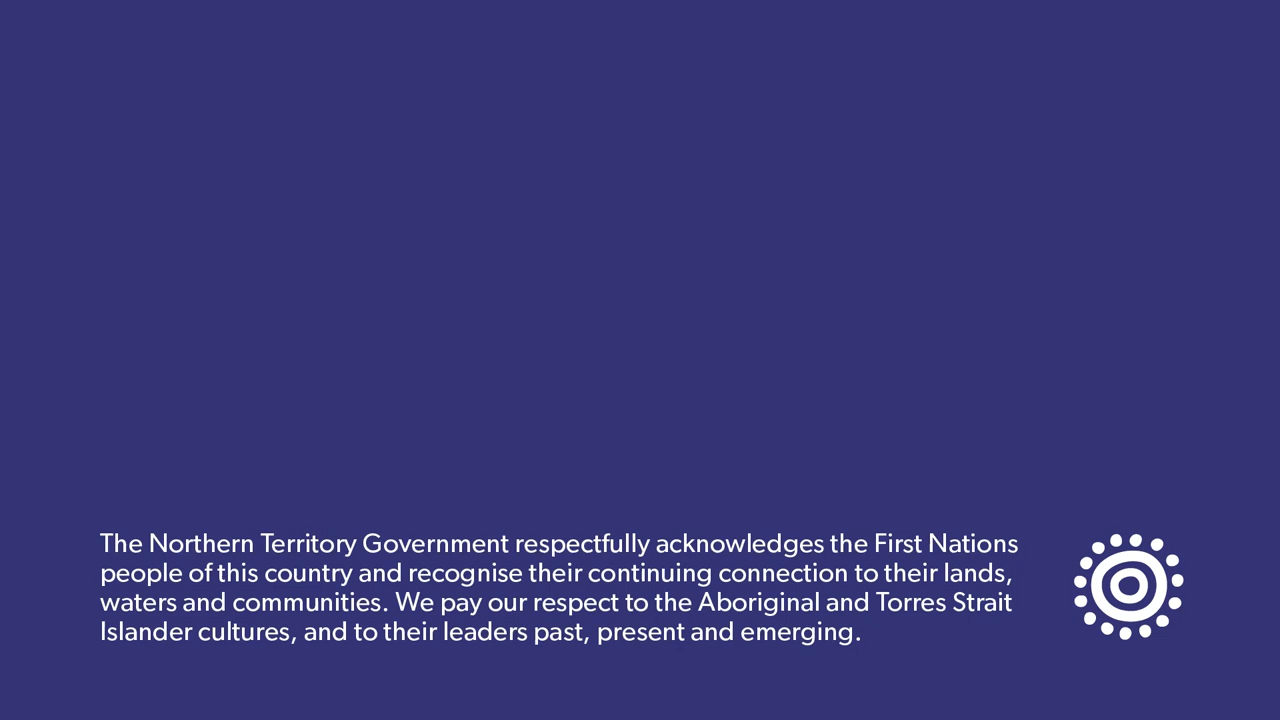 The Northern Territory Government respectfully acknowledges the First Nations
people of this country and recognise their continuing connection to their lands,
waters and communities. We pay our respect to the Aboriginal and Torres Strait
Islander cultures, and to their leaders past, present and emerging.